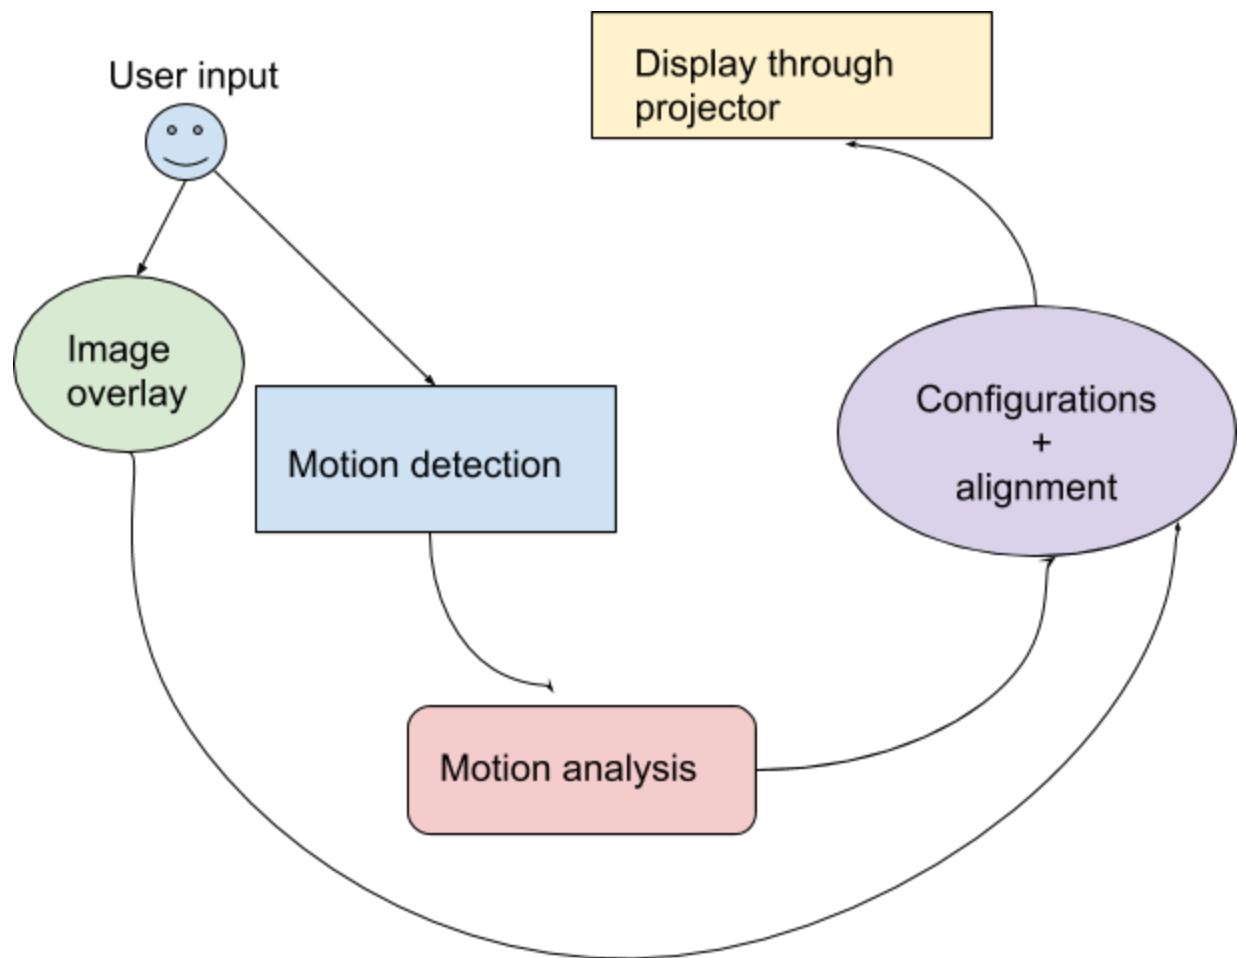 User input
Display through
projector
Image
overlay
Motion detection
Configurations
+
alignment
Motion analysis